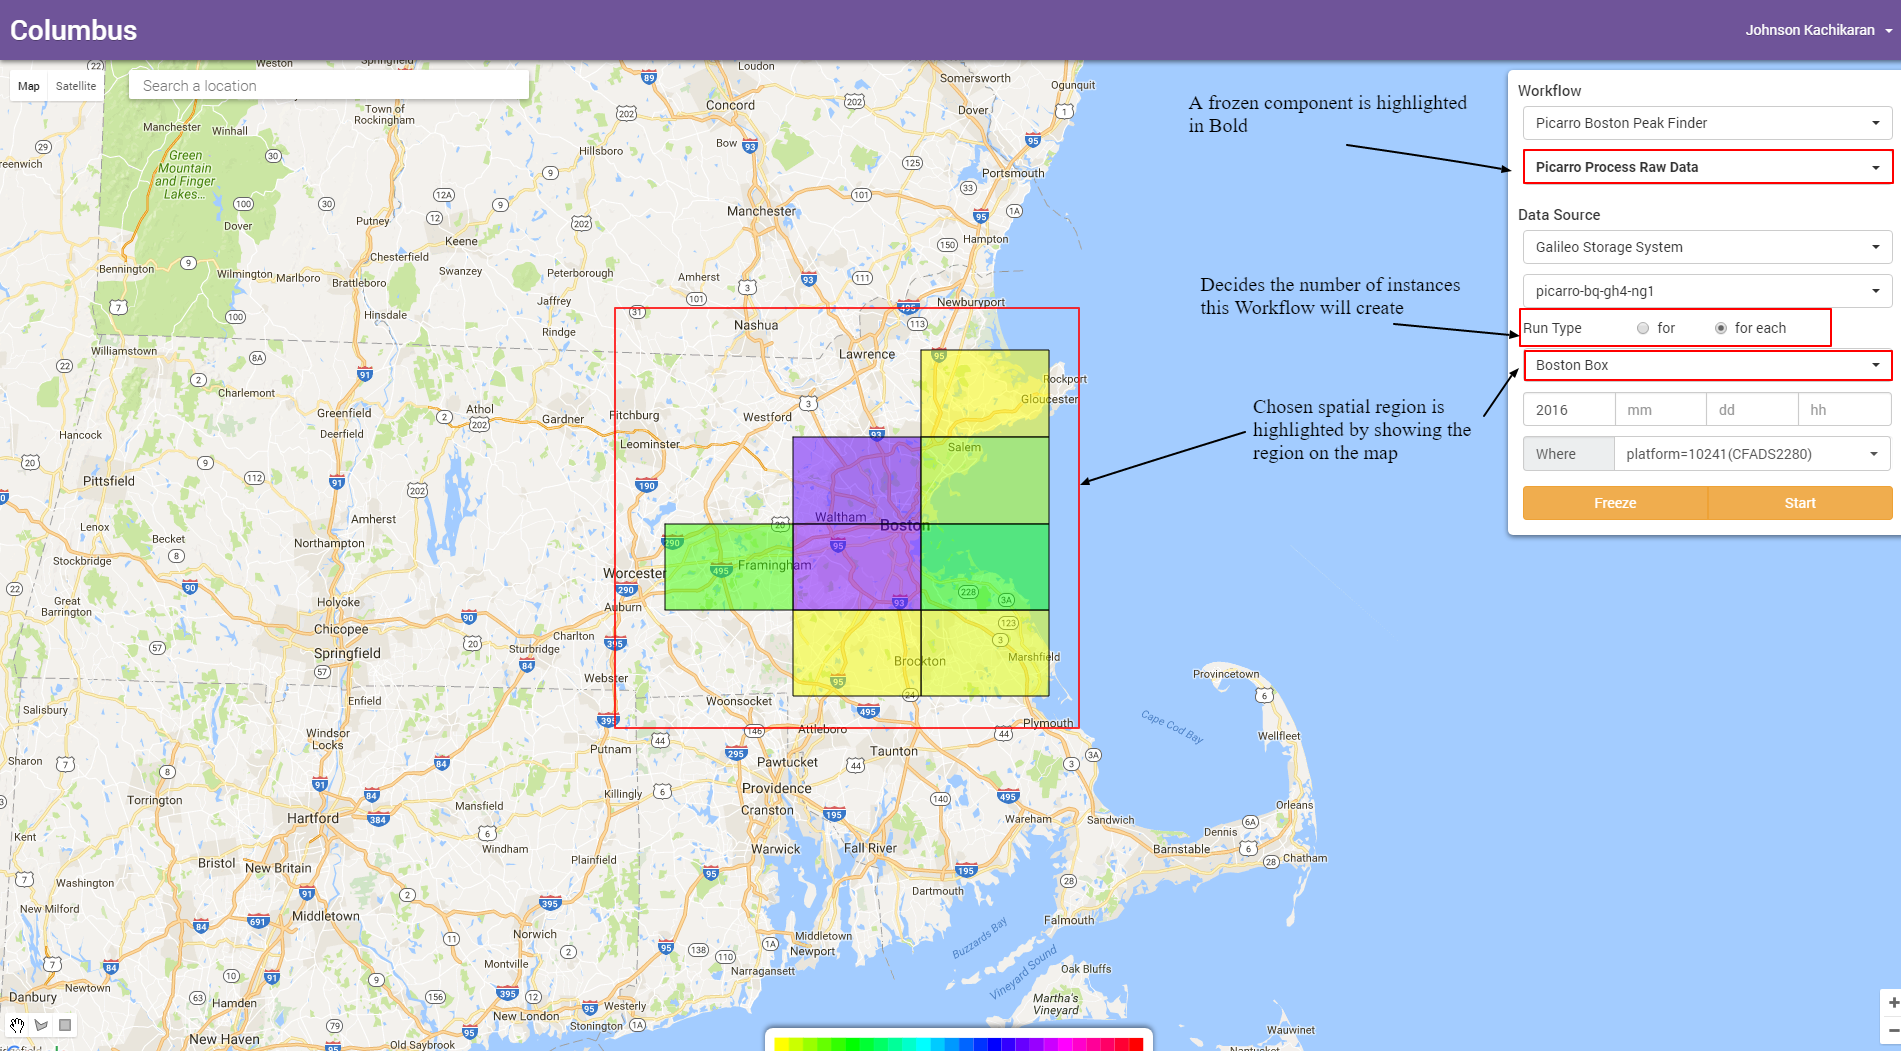 Columbus
Johnson Kachikaran
Map
Satellite
Search a location
Workflow
Picarro Boston Peak Finder
Picarro Process Raw Data
Data Source
Galileo Storage System
picarro-bq-gh4-ng1
Run Type
for
for each
Boston Box
2016
mm
dd
hh
Where
platform=10241(CFADS2280)
Freeze
Start
A frozen component is highlighted
in Bold
Decides the number of instances
this Workflow will create
Chosen spatial region is
highlighted by showing the
region on the map
Weston
Springfield
Loudon
Somersworth
Ogunquit
Concord
Dover
Town of
Rockingham
Manchester
Winhall
Green
Mountain
and Finger
Lakes...
Hillsboro
Bow
Portsmouth
Dover
Putney
Keene
Manchester
Hampton
Bennington
Wilmington
Marlboro
Brattleboro
Chesterfield
Swanzey
Peterborough
Amherst
Jaffrey
Newburyport
Hinsdale
Rindge
Nashua
Williamstown
Lawrence
Charlemont
Rockport
Gloucester
Greenfield
Athol
Gardner
Fitchburg
Westford
Hancock
Deerfield
Leominster
Salem
Pittsfield
Amherst
Waltham
Boston
Lenox
Becket
Northampton
Stockbridge
Worcester
Framingham
Great
Barrington
Holyoke
Auburn
Chicopee
Springfield
Charlton
Sturbridge
Brockton
Marshfield
Webster
Provincetown
Enfield
Woonsocket
Salisbury
Windsor
Locks
Plymouth
Attleboro
Cape Cod Bay
Wellfleet
Putnam
Taunton
Sharon
Pawtucket
Torrington
Killingly
Providence
Mansfield
Cranston
Orleans
Hartford
Wareham
Sandwich
Kent
Windham
Dennis
Bristol
New Britain
Plainfield
Warwick
Fall River
Barnstable
Chatham
Washington
Dartmouth
New Milford
Middletown
Falmouth
Norwich
Middletown
Newport
Buzzards Bay
Montville
Narragansett
Vineyard Sound
Oak Bluffs
Newtown
Danbury
Hamden
Westerly
Martha's
Vineyard
New London
Stonington
New Haven
Old Saybrook
Wauwinet